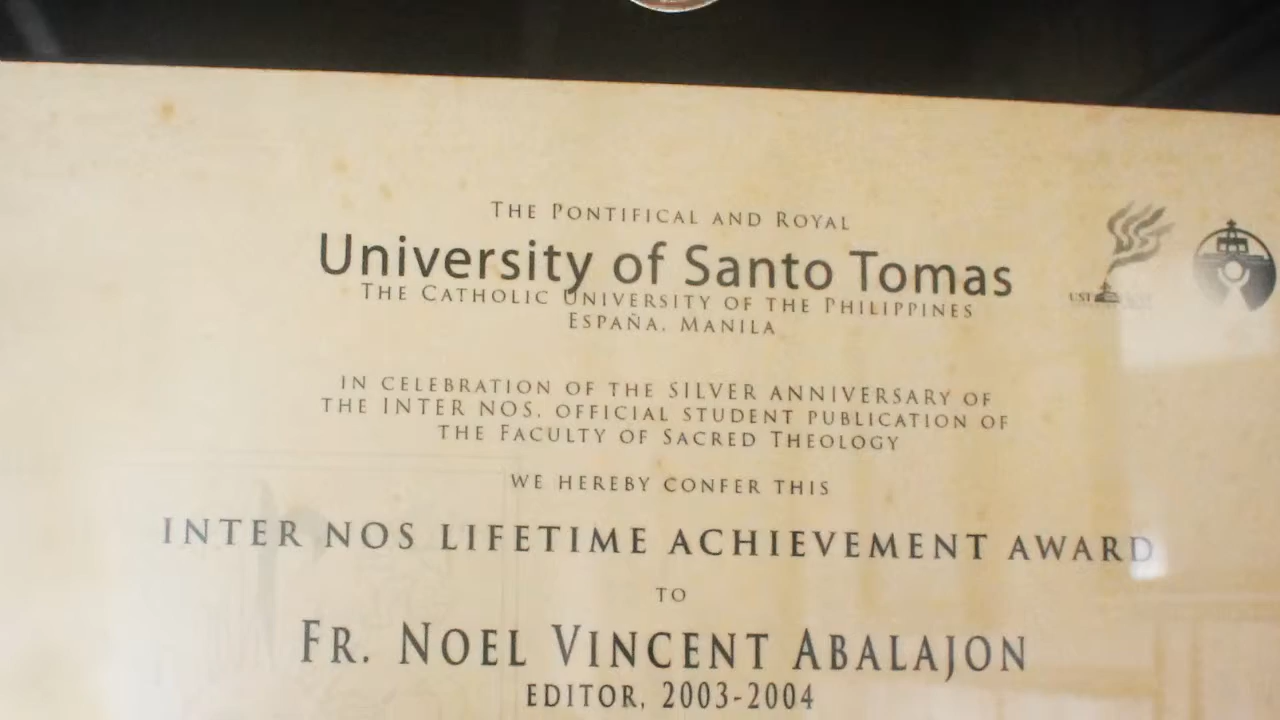 THE PONTIFICAL AND ROYAL
University of Santo Tomas
THE CATHOLIC UNIVERSITY OF THE PHILIPPINES
ESPAÑA, MANILA
IN CELEBRATION OF THE SILVER ANNIVERSARY OF
THE INTER NOS, OFFICIAL STUDENT PUBLICATION OF
THE FACULTY OF SACRED THEOLOGY
WE HEREBY CONFER THIS
INTER NOS LIFETIME ACHIEVEMENT AWARD
TO
FR. NOEL VINCENT ABALAJON
EDITOR, 2003-2004